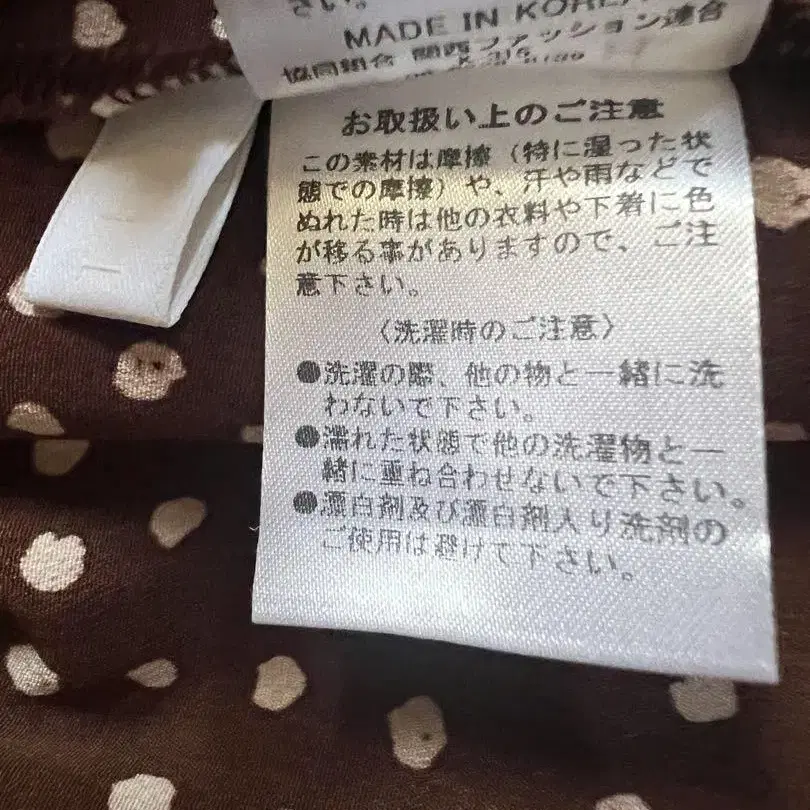 さい。
MADE IN KOREA
協同組合 関西ファッション連合
お取扱い上のご注意
この素材は摩擦（特に湿った状
態での摩擦）や、汗や雨などで
ぬれた時は他の衣料や下着に色
が移る事がありますので、ご注
意下さい。
〈洗濯時のご注意〉
●洗濯の際、他の物と一緒に洗
わないで下さい。
●濡れた状態で他の洗濯物と一
緒に重ね合わせないで下さい。
●漂白剤及び漂白剤入り洗剤の
ご使用は避けて下さい。